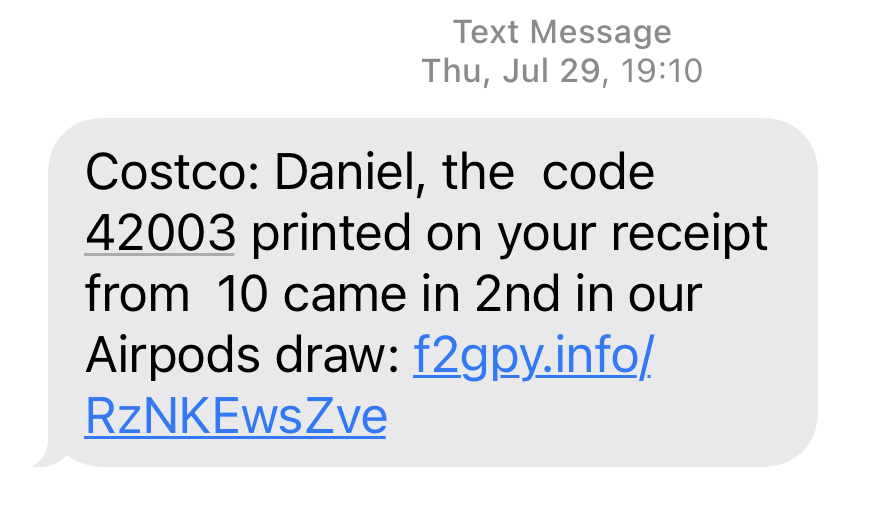 Text Message
Thu, Jul 29, 19:10
Costco: Daniel, the  code
42003 printed on your receipt
from  10 came in 2nd in our
Airpods draw: f2gpy.info/
RzNKEwsZve